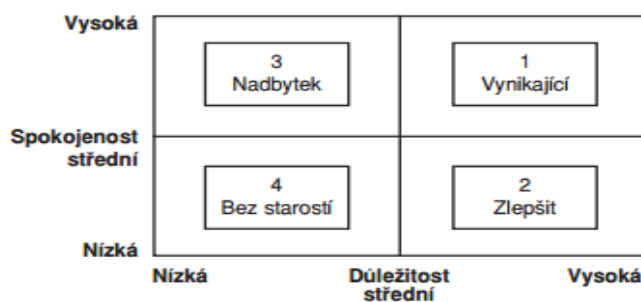 Vysoká
3
Nadbytek
1
Vynikající
Spokojenost
střední
4
Bez starostí
2
Zlepšit
Nízká
Nízká
Důležitost
střední
Vysoká